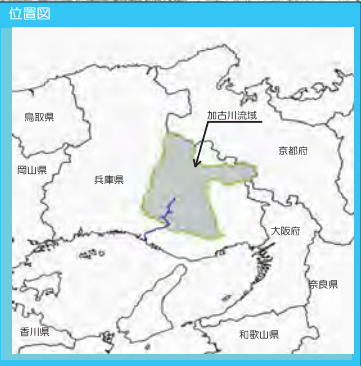 位置図
加古川流域
鳥取県
京都府
岡山県
兵庫県
大阪府
奈良県
香川県
和歌山県